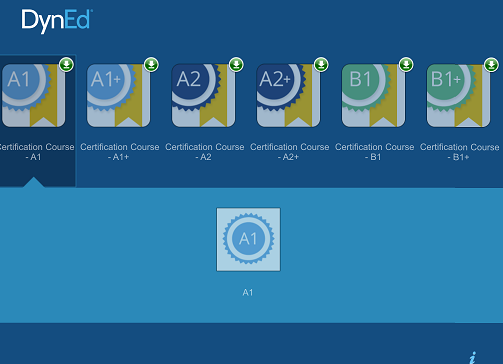 DynEd
A1 A1+ A2 A2+ B1 B1+
Certification Course - A1
Certification Course - A1+
Certification Course - A2
Certification Course - A2+
Certification Course - B1
Certification Course - B1+
A1
A1
i